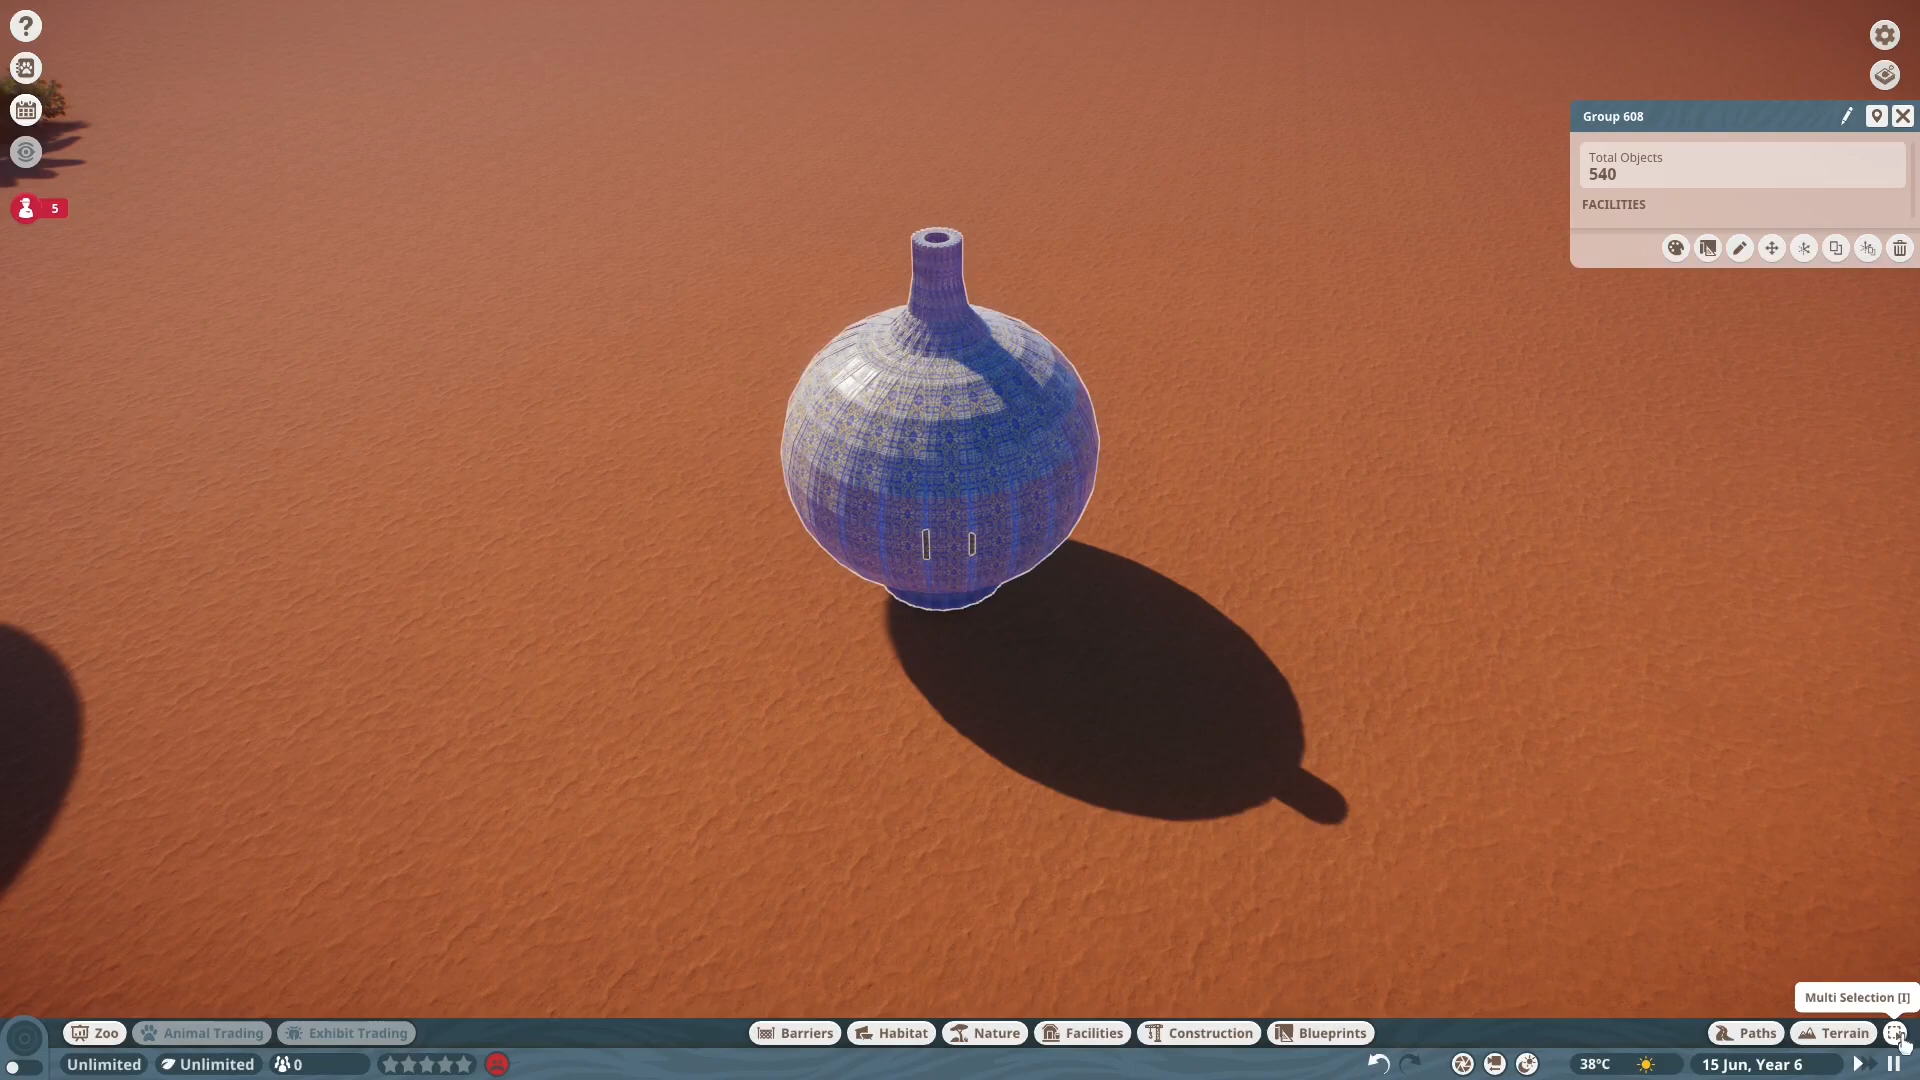 ?
5
Group 608
Total Objects
540
FACILITIES
Multi Selection [I]
Zoo
Animal Trading
Exhibit Trading
Barriers
Habitat
Nature
Facilities
Construction
Blueprints
Paths
Terrain
Unlimited
Unlimited
0
38°C
15 Jun, Year 6